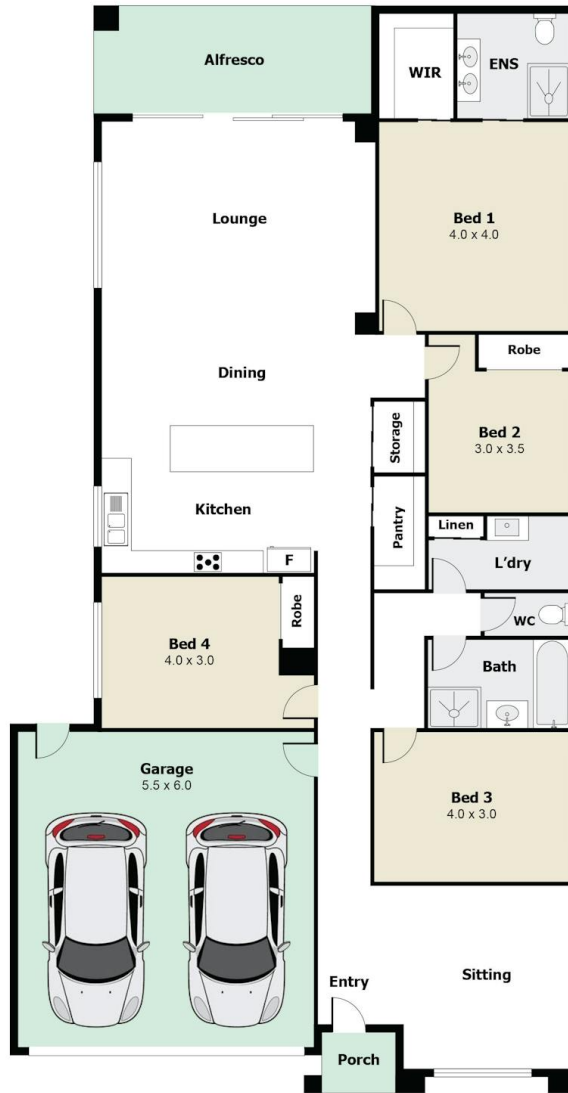 Alfresco
WIR
ENS
Lounge
Bed 1
4.0 x 4.0
Dining
Robe
Storage
Bed 2
3.0 x 3.5
Kitchen
Pantry
Linen
L'dry
F
Robe
Bed 4
4.0 x 3.0
WC
Bath
Garage
5.5 x 6.0
Bed 3
4.0 x 3.0
Entry
Sitting
Porch